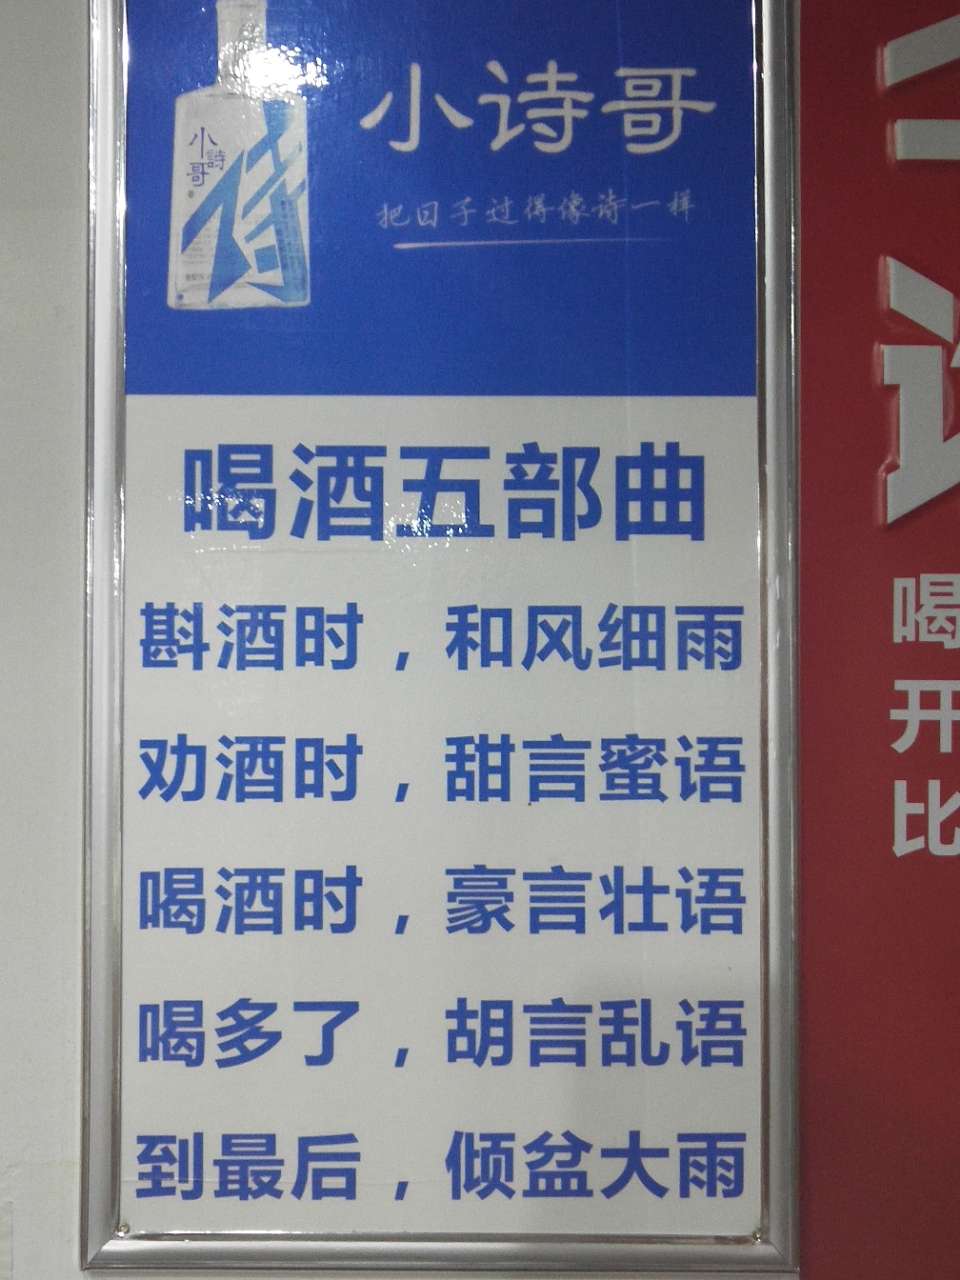 小诗哥
把日子过得像诗一样
小詩哥
诗
喝酒五部曲
斟酒时，和风细雨
劝酒时，甜言蜜语
喝酒时，豪言壮语
喝多了，胡言乱语
到最后，倾盆大雨
喝
开
比